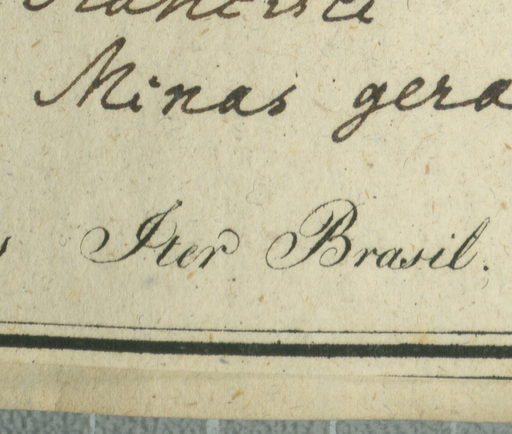 Minas gera
Iter Brasil.